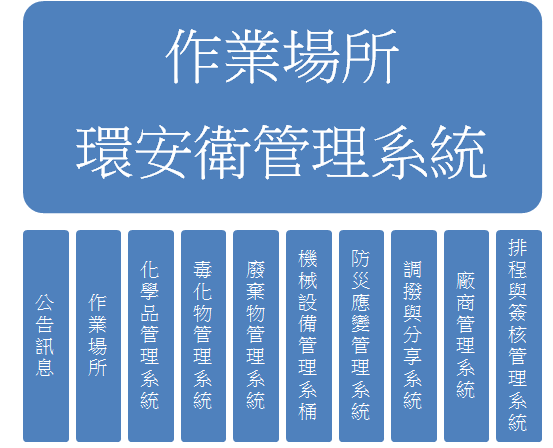 作業場所
環安衛管理系統
公告訊息
作業場所
化學品管理系統
毒化物管理系統
廢棄物管理系統
機械設備管理系桶
防災應變管理系統
調撥與分享系統
廠商管理系統
排程與簽核管理系統